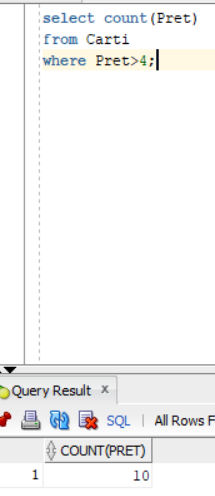 select count(Pret)
from Carti
where Pret>4;
Query Result x
SQL | All Rows F
COUNT(PRET)
1 10